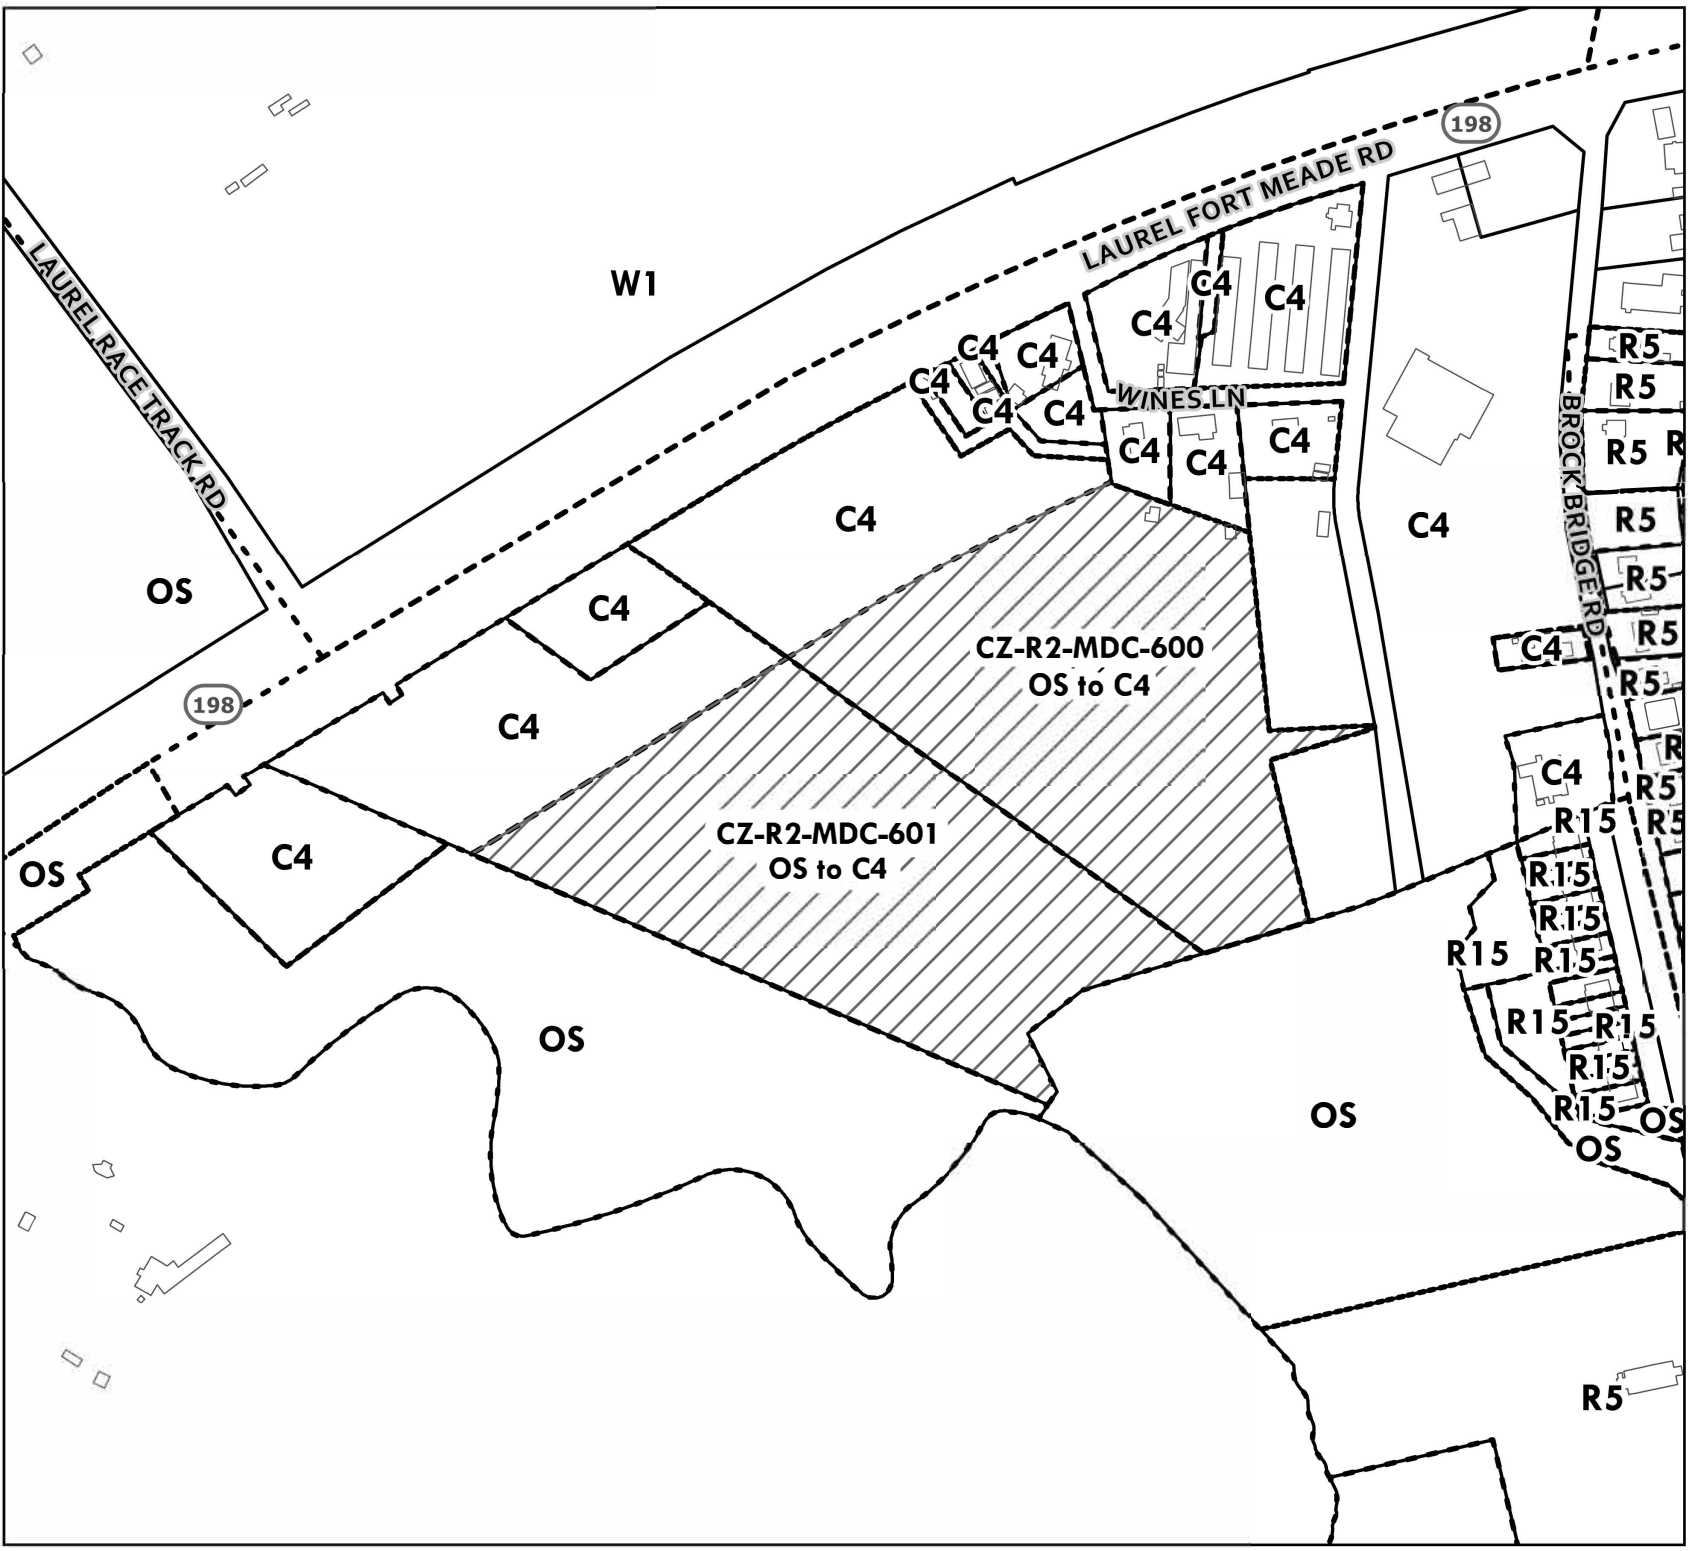 198
LAUREL FORT MEADE RD
W1
LAUREL RACE TRACK RD
C4
C4
C4
C4
C4
C4
C4
C4
WINES LN
C4
C4
C4
C4
R5
R5
R5
R
R5
R5
R5
R5
R
R5
R5
BROCK BRIDGE RD
C4
C4
C4
OS
C4
CZ-R2-MDC-600
OS to C4
C4
198
C4
CZ-R2-MDC-601
OS to C4
C4
OS
R15
R15
R15
R15
R15
R15
R15
R15
R15
OS
OS
OS
OS
R5